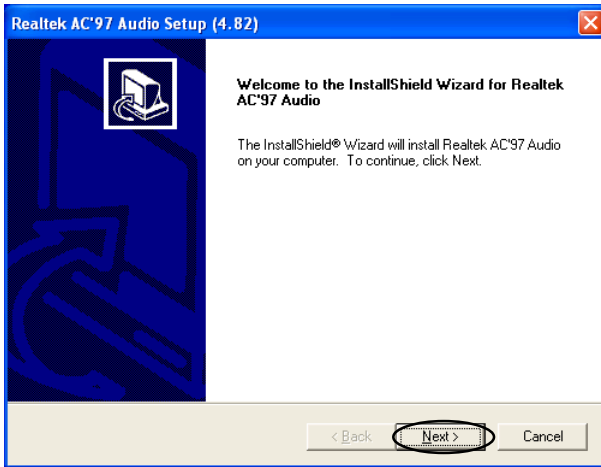 Realtek AC'97 Audio Setup (4.82)
Welcome to the InstallShield Wizard for Realtek
AC'97 Audio
The InstallShield® Wizard will install Realtek AC'97 Audio
on your computer. To continue, click Next.
< Back
Next >
Cancel